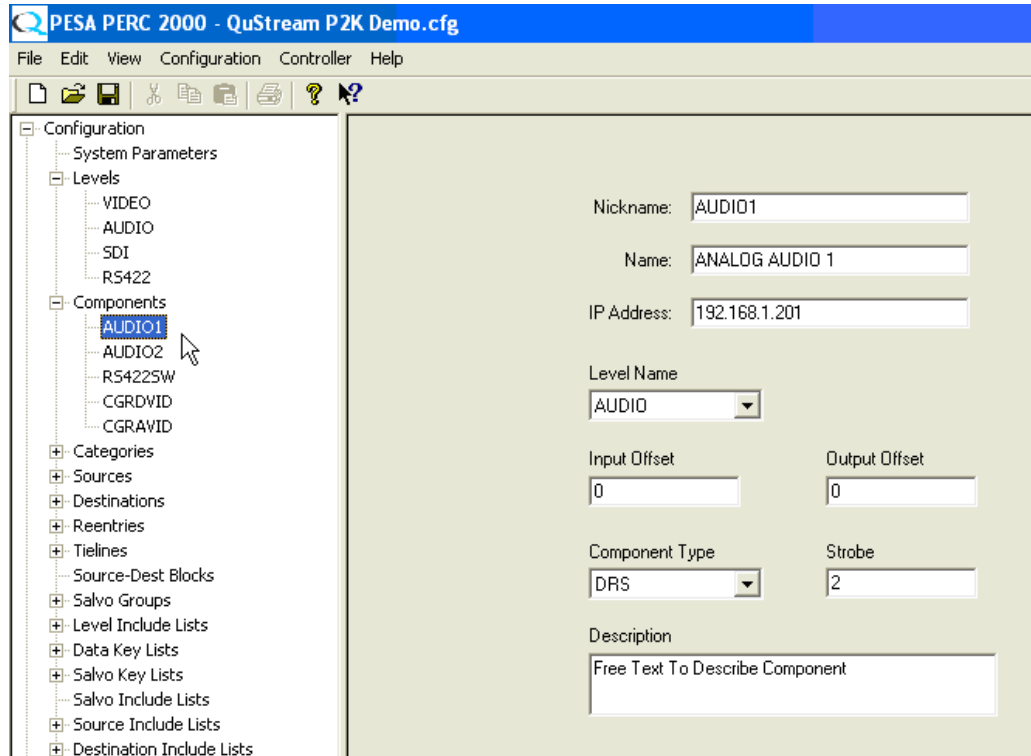 PESA PERC 2000 - QuStream P2K Demo.cfg
File Edit View Configuration Controller Help
Configuration
System Parameters
Levels
VIDEO
AUDIO
SDI
RS422
Components
AUDIO1
AUDIO2
RS422SW
CGRDVID
CGRAVID
Categories
Sources
Destinations
Reentries
Tielines
Source-Dest Blocks
Salvo Groups
Level Include Lists
Data Key Lists
Salvo Key Lists
Salvo Include Lists
Source Include Lists
Destination Include Lists
Nickname: AUDIO1
Name: ANALOG AUDIO 1
IP Address: 192.168.1.201
Level Name
AUDIO
Input Offset Output Offset
0 0
Component Type Strobe
DRS 2
Description
Free Text To Describe Component